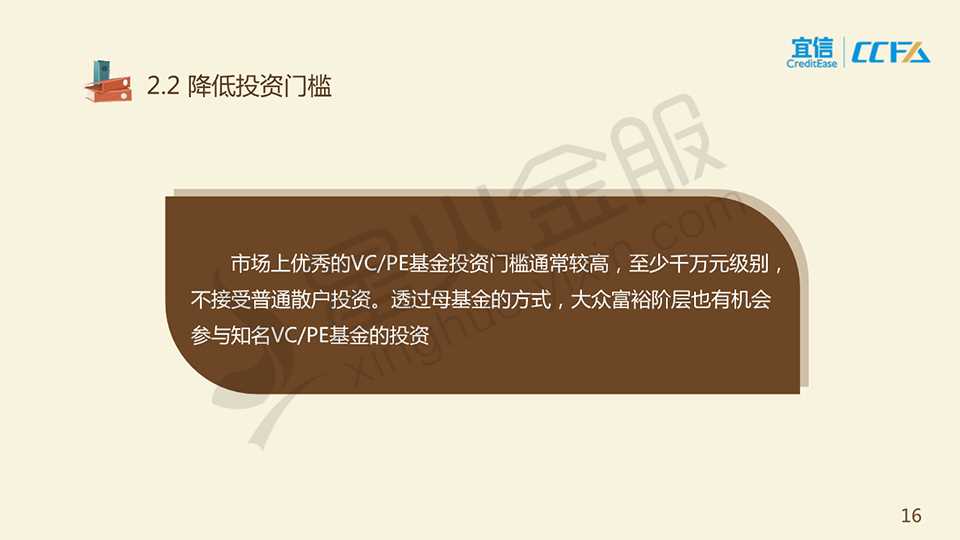 宜信
CreditEase
CCFA
2.2 降低投资门槛
星火金服
xinghuoyixin.com
市场上优秀的VC/PE基金投资门槛通常较高，至少千万元级别，
不接受普通散户投资。透过母基金的方式，大众富裕阶层也有机会
参与知名VC/PE基金的投资
16